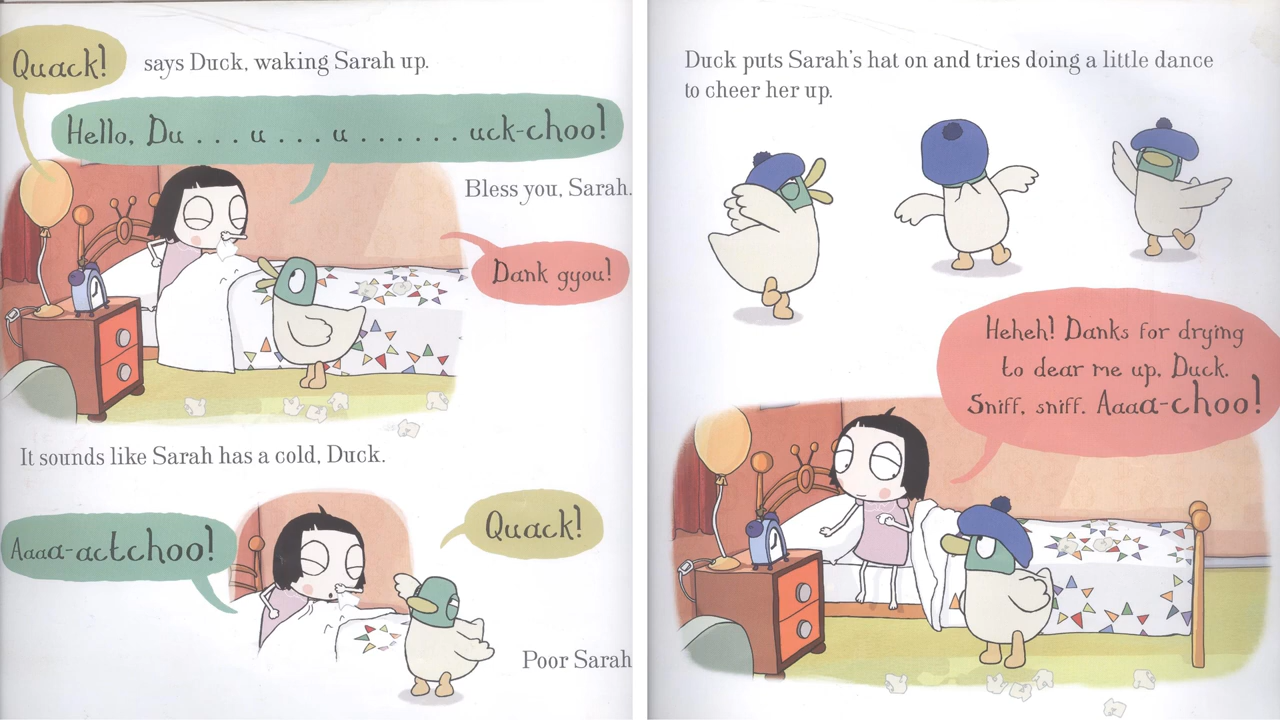 Quack! says Duck, waking Sarah up.
Hello, Du . . . u . . . u . . . . . . uck-choo!
Bless you, Sarah.
Dank gyou!
It sounds like Sarah has a cold, Duck.
Aaaa-actchoo!
Quack!
Poor Sarah
Duck puts Sarah's hat on and tries doing a little dance
to cheer her up.
Heheh! Danks for drying
to dear me up, Duck.
Sniff, sniff. Aaaa-choo!